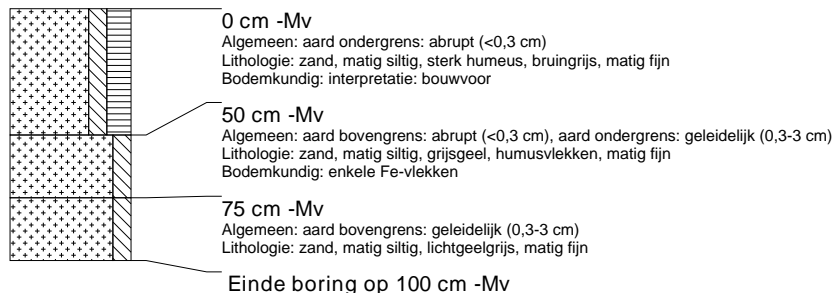 0 cm -Mv
Algemeen: aard ondergrens: abrupt (<0,3 cm)
Lithologie: zand, matig siltig, sterk humeus, bruingrijs, matig fijn
Bodemkundig: interpretatie: bouwvoor
50 cm -Mv
Algemeen: aard bovengrens: abrupt (<0,3 cm), aard ondergrens: geleidelijk (0,3-3 cm)
Lithologie: zand, matig siltig, grijsgeel, humusvlekken, matig fijn
Bodemkundig: enkele Fe-vlekken
75 cm -Mv
Algemeen: aard bovengrens: geleidelijk (0,3-3 cm)
Lithologie: zand, matig siltig, lichtgeelgrijs, matig fijn
Einde boring op 100 cm -Mv